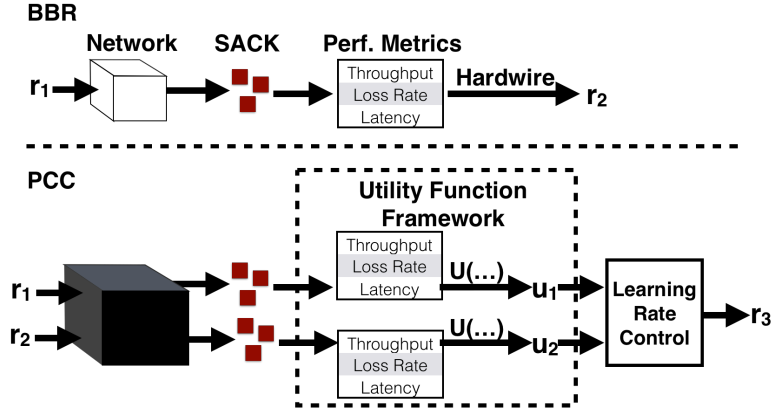 BBR
Network SACK Perf. Metrics
r1
Throughput
Loss Rate
Latency
Hardwire
r2
PCC
Utility Function
Framework
Throughput
Loss Rate
Latency
U(...)
u1
r1
r2
Throughput
Loss Rate
Latency
U(...)
u2
Learning
Rate
Control
r3